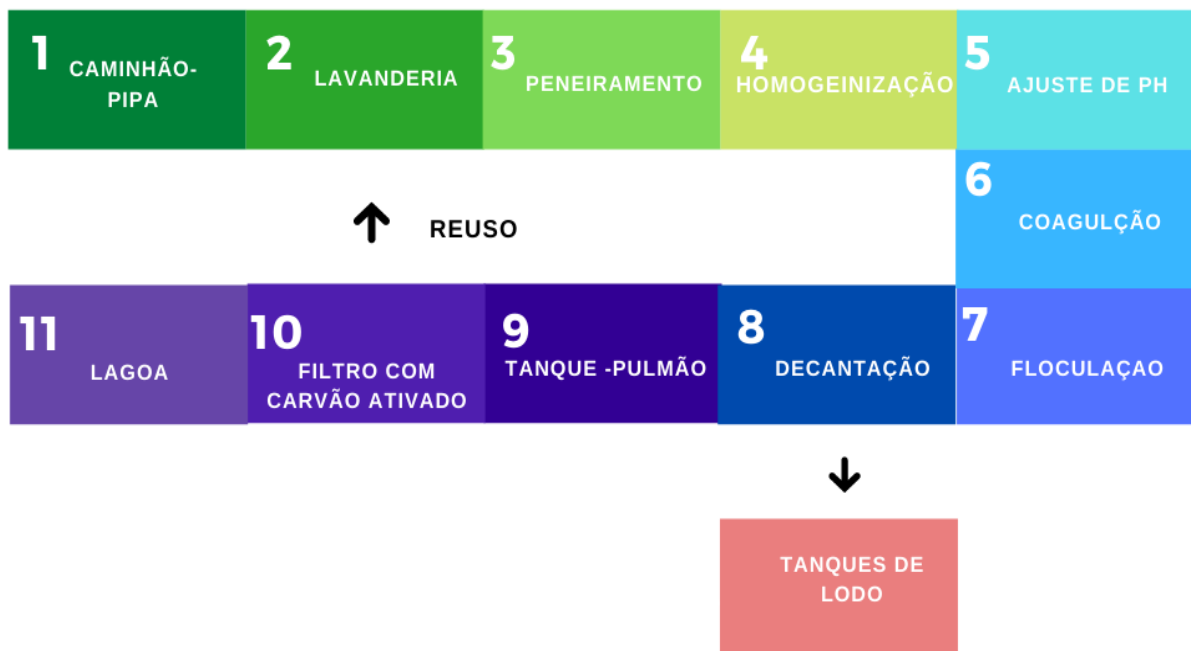 1 CAMINHÃO-
PIPA
2 LAVANDERIA
3 PENEIRAMENTO
4 HOMOGEINIZAÇÃO
5 AJUSTE DE PH
6 COAGULÇÃO
REUSO
11 LAGOA
10 FILTRO COM
CARVÃO ATIVADO
9 TANQUE -PULMÃO
8 DECANTAÇÃO
7 FLOCULAÇAO
TANQUES DE
LODO